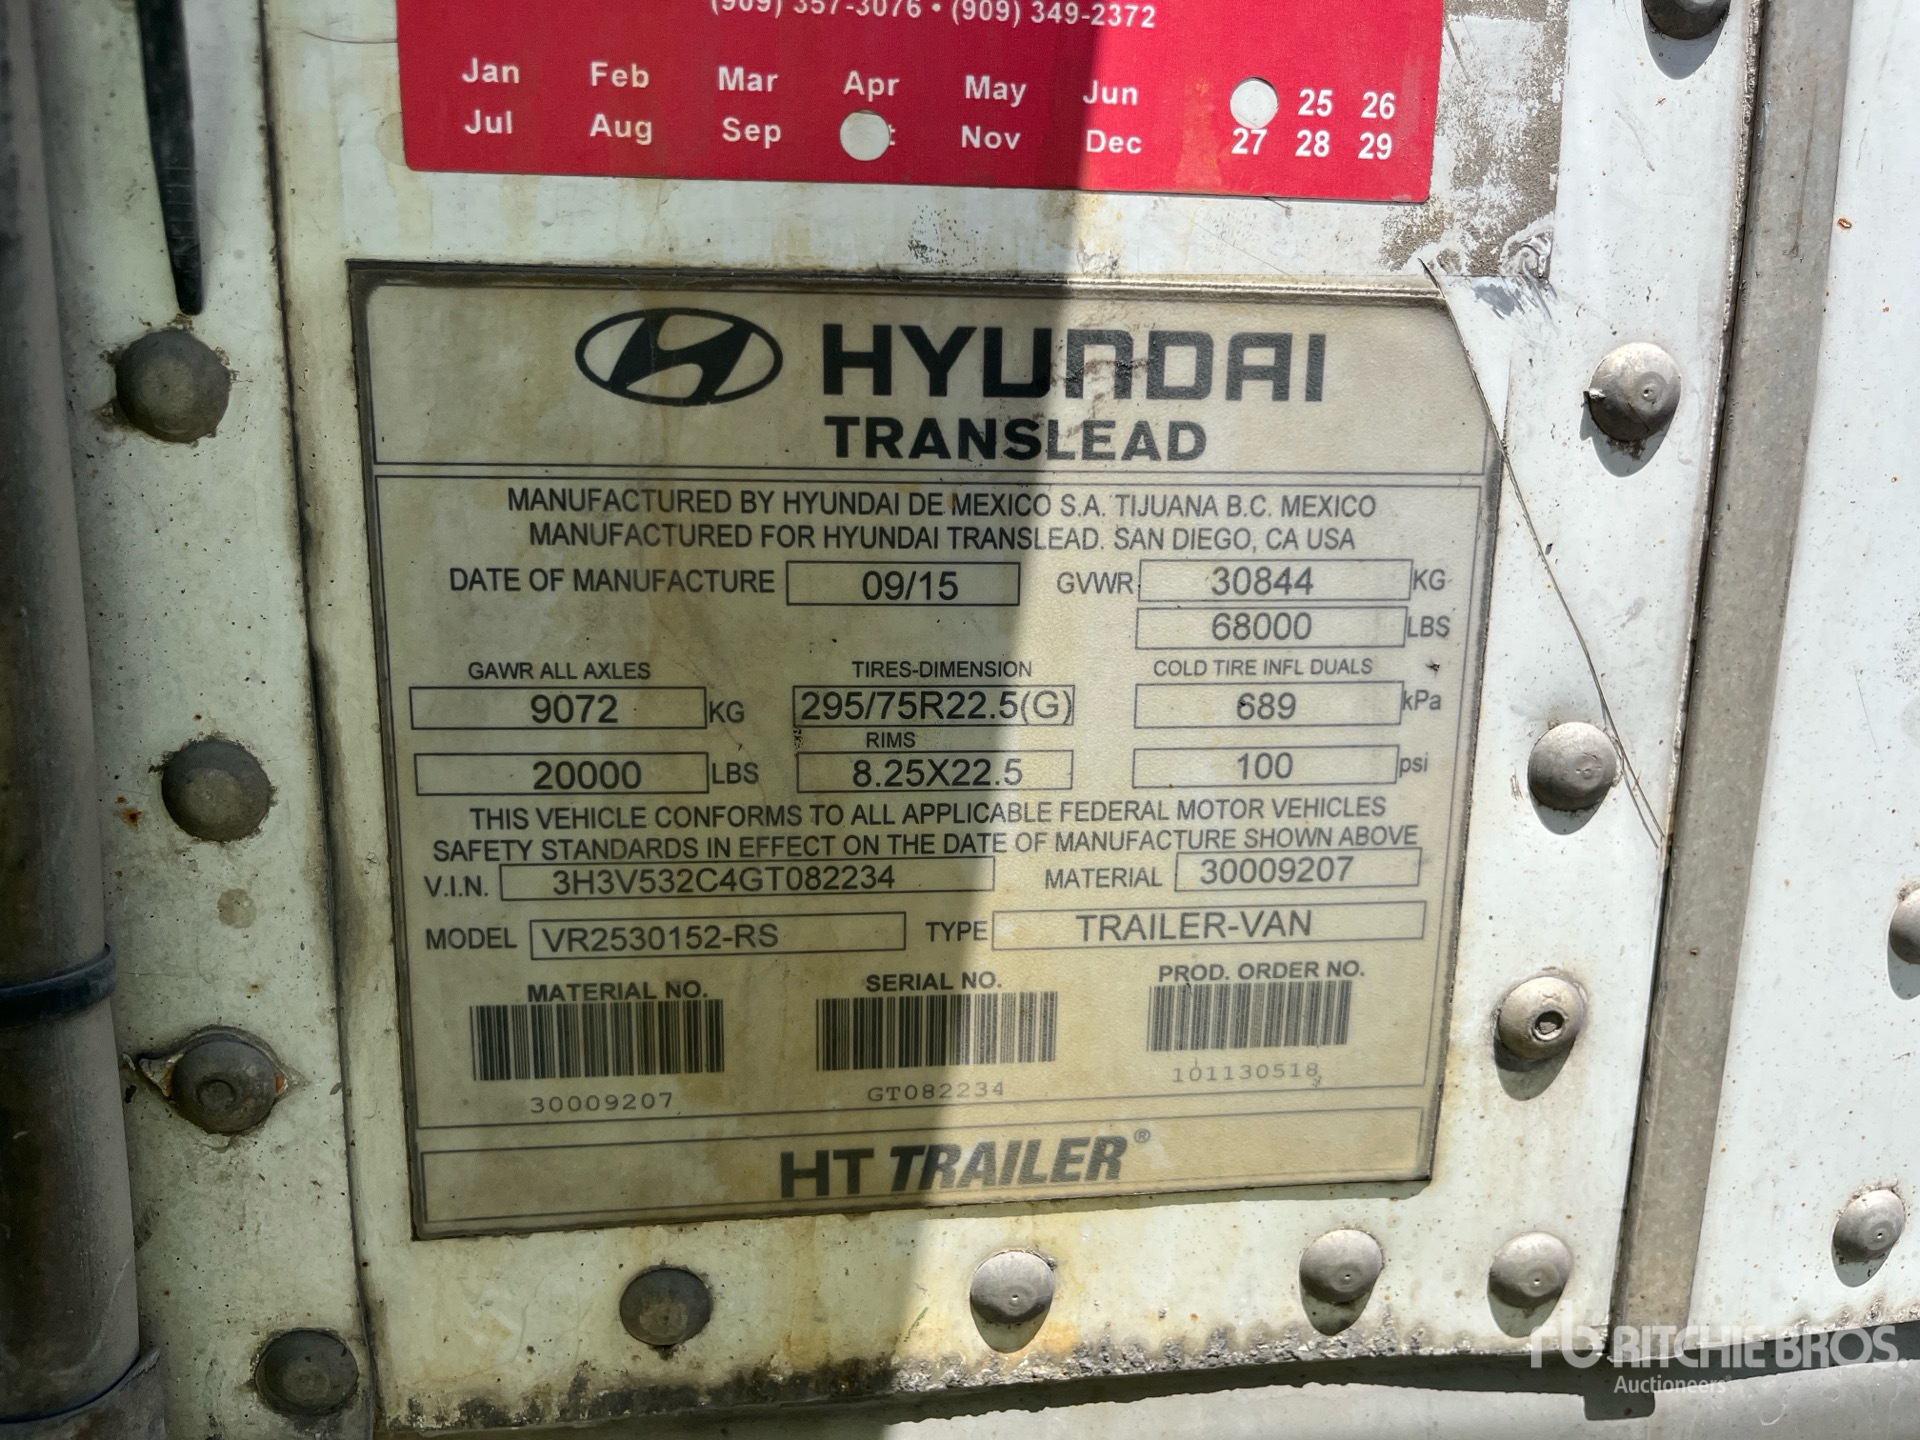 (909) 357-3076 • (909) 349-2372
Jan Feb Mar Apr May Jun 25 26
Jul Aug Sep Nov Dec 27 28 29
HYUNDAI
TRANSLEAD
MANUFACTURED BY HYUNDAI DE MEXICO S.A. TIJUANA B.C. MEXICO
MANUFACTURED FOR HYUNDAI TRANSLEAD. SAN DIEGO, CA USA
DATE OF MANUFACTURE 09/15 GVWR 30844 KG
68000 LBS
GAWR ALL AXLES TIRES-DIMENSION COLD TIRE INFL DUALS
9072 KG 295/75R22.5(G) 689 kPa
RIMS
20000 LBS 8.25X22.5 100 psi
THIS VEHICLE CONFORMS TO ALL APPLICABLE FEDERAL MOTOR VEHICLES
SAFETY STANDARDS IN EFFECT ON THE DATE OF MANUFACTURE SHOWN ABOVE
V.I.N. 3H3V532C4GT082234 MATERIAL 30009207
MODEL VR2530152-RS TYPE TRAILER-VAN
MATERIAL NO. SERIAL NO. PROD. ORDER NO.
30009207 GT082234 101130518
HT TRAILER®
rb RITCHIE BROS.
Auctioneers